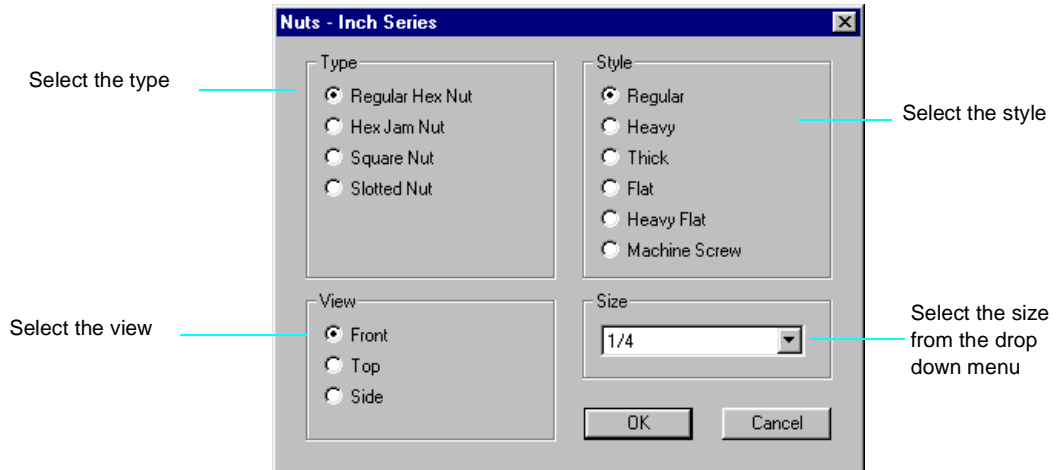 Nuts - Inch Series
Select the type
Type
Regular Hex Nut
Hex Jam Nut
Square Nut
Slotted Nut
Style
Regular
Heavy
Thick
Flat
Heavy Flat
Machine Screw
Select the style
Select the view
View
Front
Top
Side
Size
1/4
Select the size
from the drop
down menu
OK
Cancel